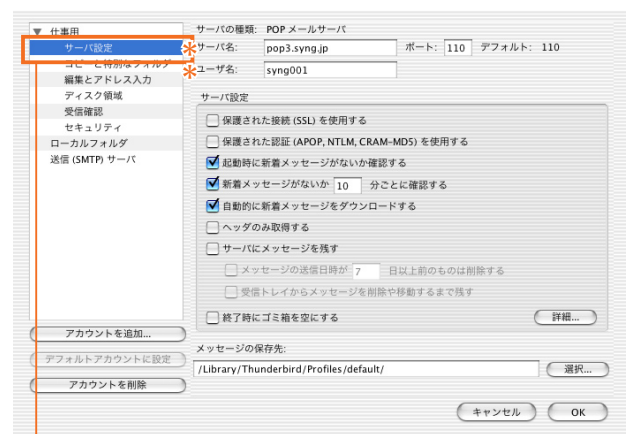 ▼ 仕事用
サーバ設定
コピーと特別なフォルダ
編集とアドレス入力
ディスク領域
受信確認
セキュリティ
ローカルフォルダ
送信 (SMTP) サーバ
アカウントを追加...
デフォルトアカウントに設定
アカウントを削除
サーバの種類: POP メールサーバ
*サーバ名: pop3.syng.jp ポート: 110 デフォルト: 110
*ユーザ名: syng001
サーバ設定
保護された接続 (SSL) を使用する
保護された認証 (APOP, NTLM, CRAM-MD5) を使用する
起動時に新着メッセージがないか確認する
新着メッセージがないか 10 分ごとに確認する
自動的に新着メッセージをダウンロードする
ヘッダのみ取得する
サーバにメッセージを残す
メッセージの送信日時が 7 日以上前のものは削除する
受信トレイからメッセージを削除や移動するまで残す
終了時にゴミ箱を空にする 詳細...
メッセージの保存先:
/Library/Thunderbird/Profiles/default/ 選択...
キャンセル OK